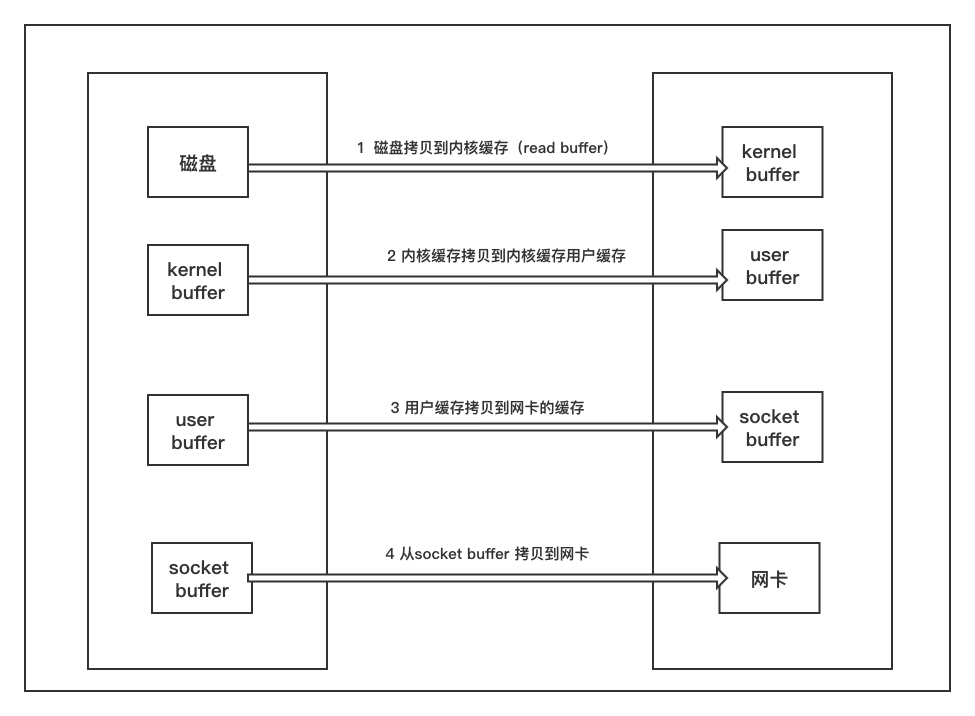 1 磁盘拷贝到内核缓存（read buffer）
磁盘
kernel
buffer
2 内核缓存拷贝到内核缓存用户缓存
kernel
buffer
user
buffer
3 用户缓存拷贝到网卡的缓存
user
buffer
socket
buffer
4 从socket buffer 拷贝到网卡
socket
buffer
网卡